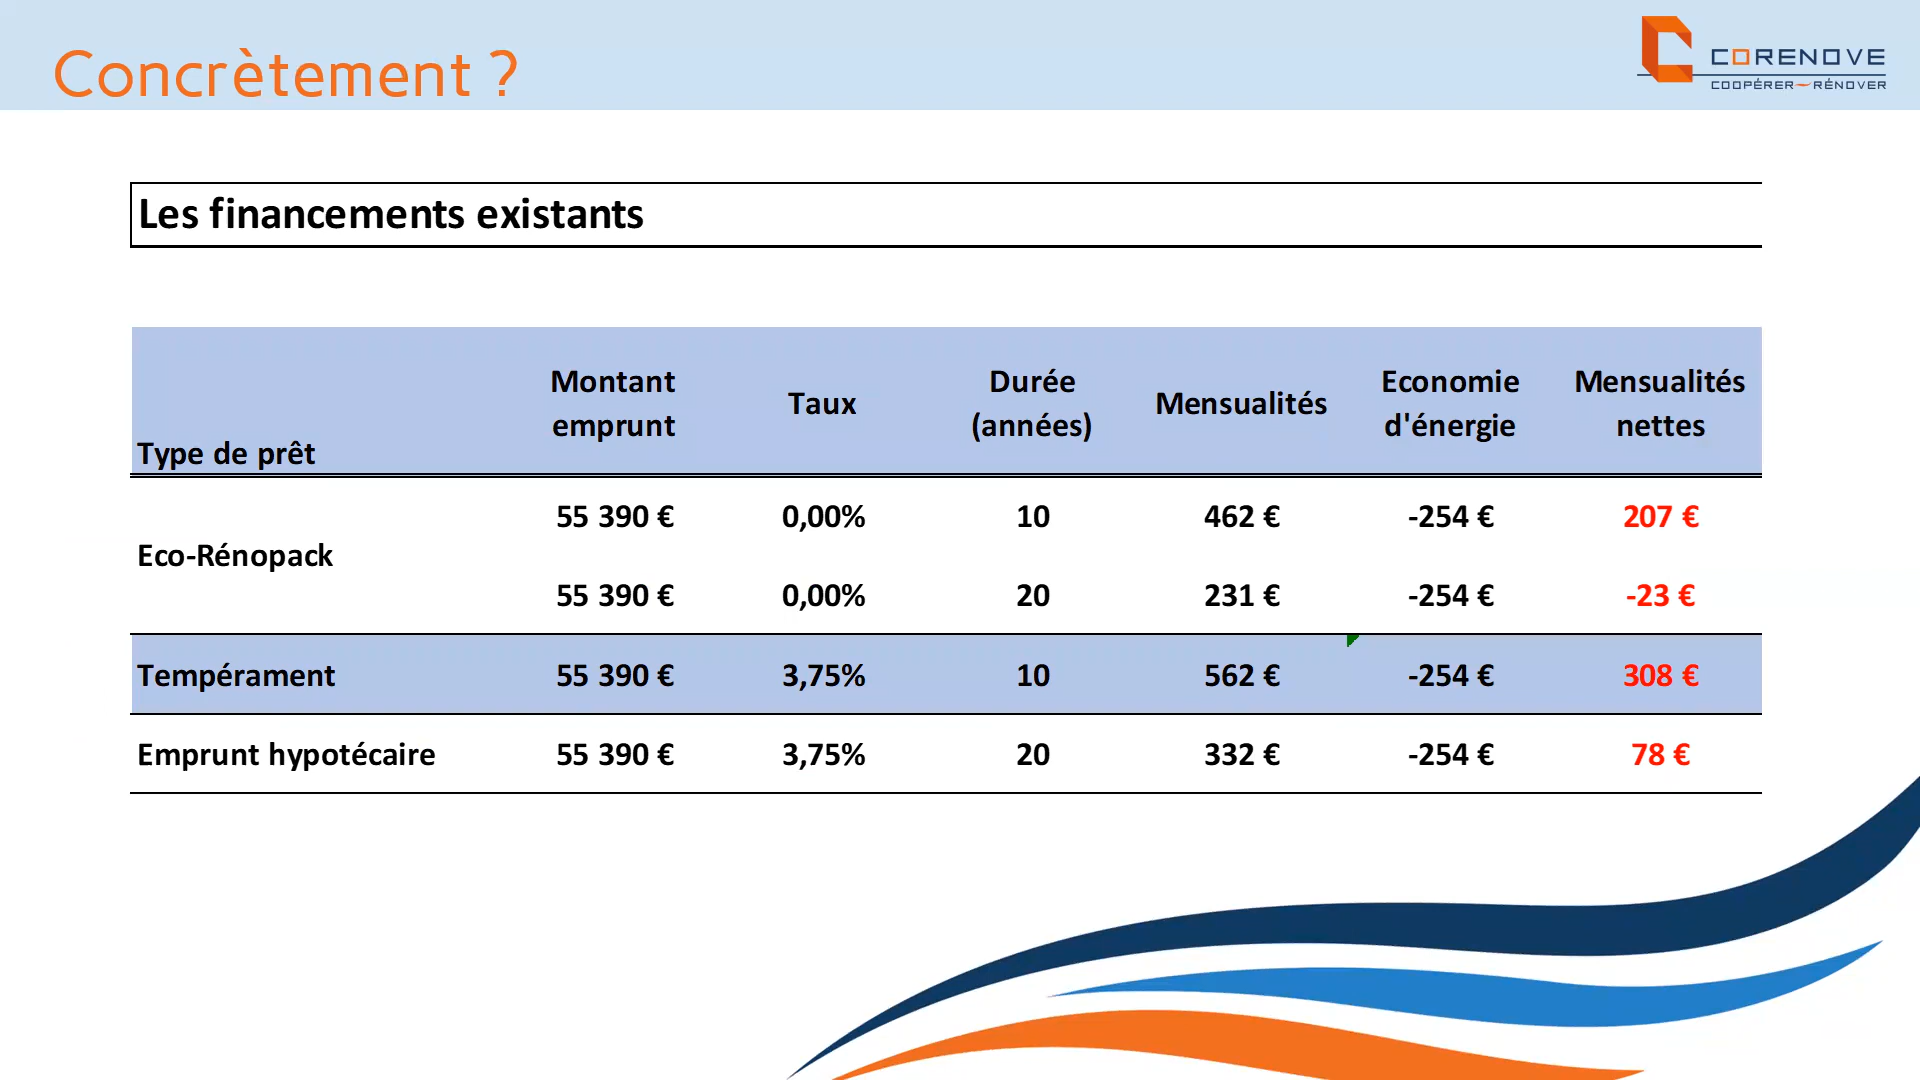 Concrètement ?
CORENOVE
COOPÉRER RÉNOVER
Les financements existants
Type de prêt
Montant
emprunt
Taux
Durée
(années)
Mensualités
Economie
d'énergie
Mensualités
nettes
Eco-Rénopack
55 390 € 0,00% 10 462 € -254 € 207 €
55 390 € 0,00% 20 231 € -254 € -23 €
Tempérament 55 390 € 3,75% 10 562 € -254 € 308 €
Emprunt hypotécaire 55 390 € 3,75% 20 332 € -254 € 78 €